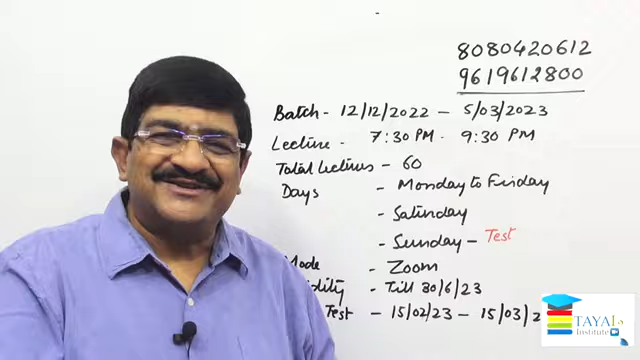 8080420612
9619612800
Batch - 12/12/2022 - 5/03/2023
Lecture - 7:30 PM - 9:30 PM
Total Lectures - 60
Days - Monday to Friday
- Saturday
- Sunday - Test
Mode - Zoom
- Till 30/6/23
Test - 15/02/23 - 15/03/2
TAYAL
Institute